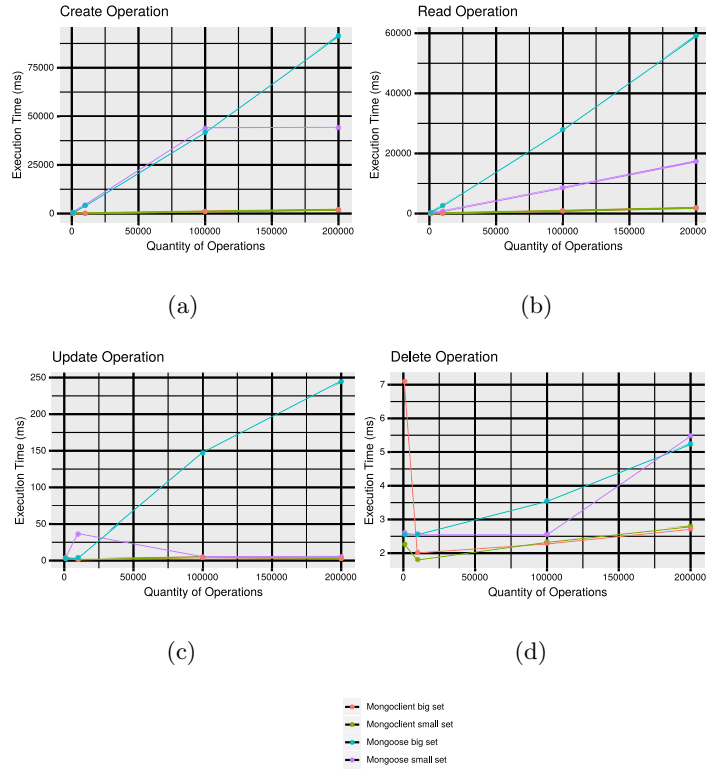 Create Operation
75000
50000
25000
0
Execution Time (ms)
0
50000
100000
150000
200000
Quantity of Operations
(a)
Read Operation
60000
40000
20000
0
Execution Time (ms)
0
50000
100000
150000
200000
Quantity of Operations
(b)
Update Operation
250
200
150
100
50
0
Execution Time (ms)
0
50000
100000
150000
200000
Quantity of Operations
(c)
Delete Operation
7
6
5
4
3
2
Execution Time (ms)
0
50000
100000
150000
200000
Quantity of Operations
(d)
Mongoclient big set
Mongoclient small set
Mongoose big set
Mongoose small set